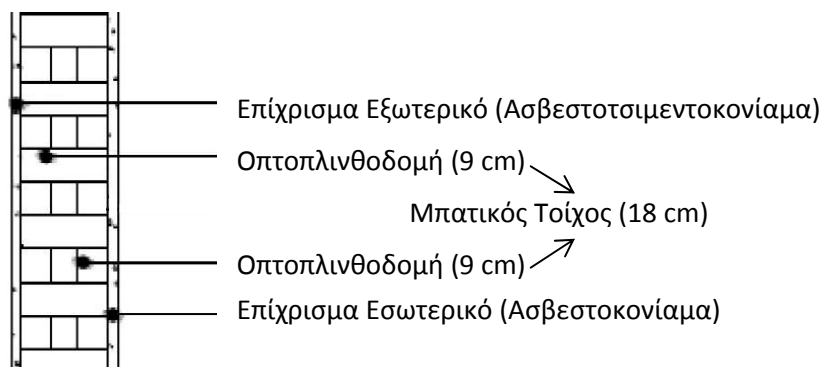 Επίχρισμα Εξωτερικό (Ασβεστοτσιμεντοκονίαμα)
Οπτοπλινθοδομή (9 cm)
Μπατικός Τοίχος (18 cm)
Οπτοπλινθοδομή (9 cm)
Επίχρισμα Εσωτερικό (Ασβεστοκονίαμα)